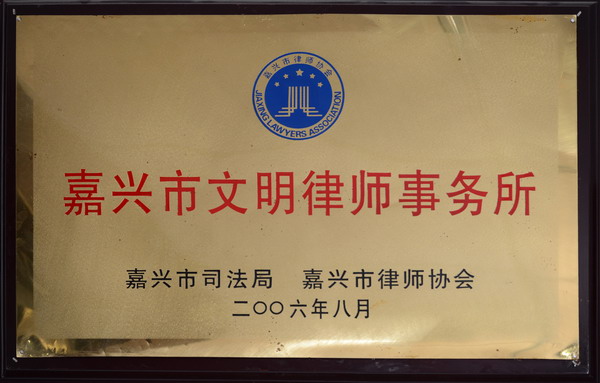 嘉兴市律师协会
JIAXING LAWYERS ASSOCIATION
嘉兴市文明律师事务所
嘉兴市司法局 嘉兴市律师协会
二〇〇六年八月